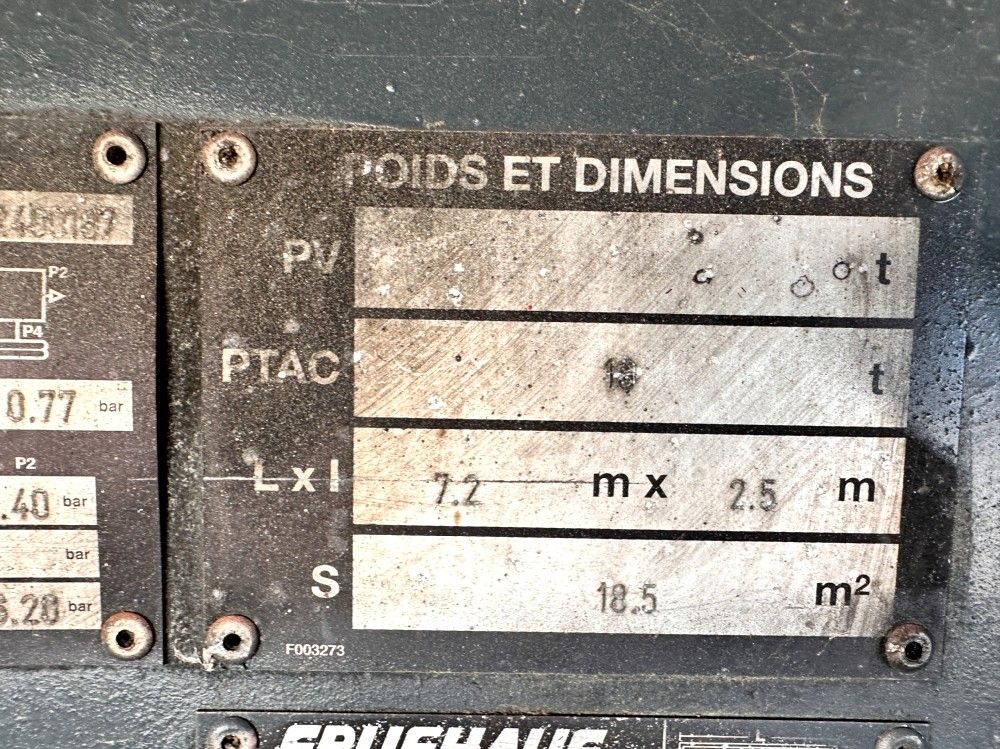 P2
P4
0.77 bar
P2
.40 bar
bar
6.20 bar
POIDS ET DIMENSIONS
PV t
PTAC t
L x l 7.2 m x 2.5 m
S 18.5 m²
F003273